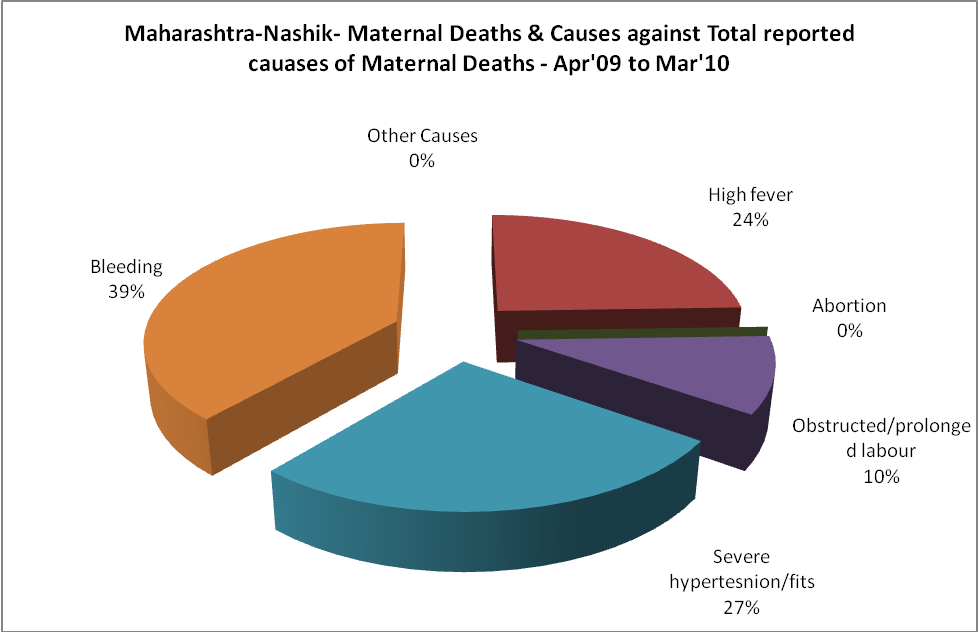 Maharashtra-Nashik- Maternal Deaths & Causes against Total reported
cauases of Maternal Deaths - Apr'09 to Mar'10
Other Causes
0%
High fever
24%
Bleeding
39%
Abortion
0%
Obstructed/prolonge
d labour
10%
Severe
hypertesnion/fits
27%